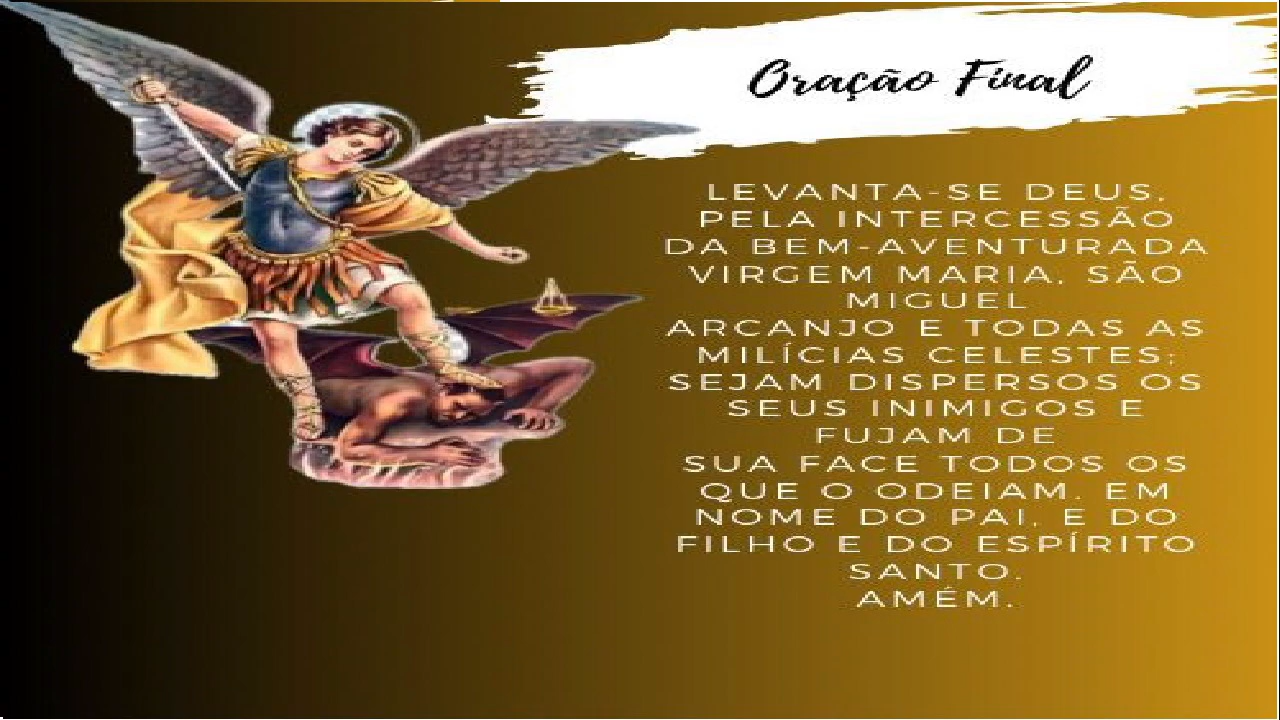 Oração Final
LEVANTA-SE DEUS,
PELA INTERCESSÃO
DA BEM-AVENTURADA
VIRGEM MARIA, SÃO
MIGUEL
ARCANJO E TODAS AS
MILÍCIAS CELESTES;
SEJAM DISPERSOS OS
SEUS INIMIGOS E
FUJAM DE
SUA FACE TODOS OS
QUE O ODEIAM. EM
NOME DO PAI, E DO
FILHO E DO ESPÍRITO
SANTO.
AMÉM.